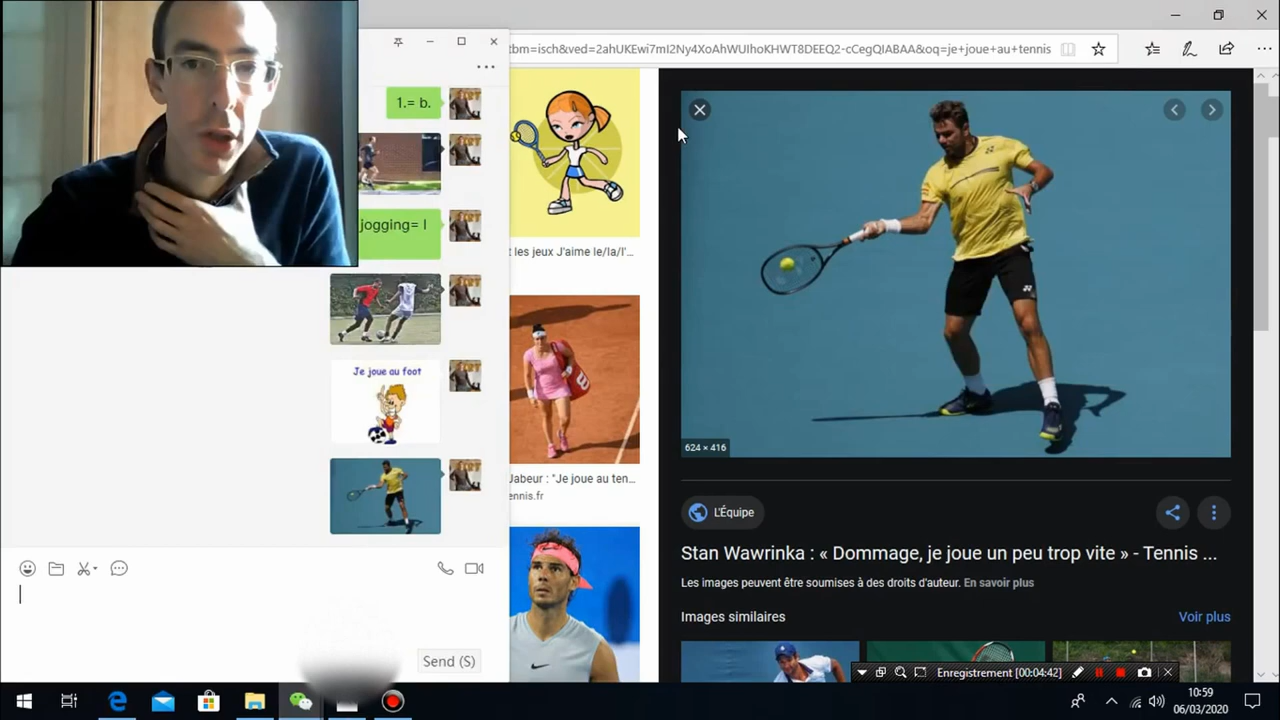 tbm=isch&ved=2ahUKEwi7mI2Ny4XoAhWUIhoKHWT8DEEQ2-cCegQIABAA&oq=je+joue+au+tennis
1.= b.
jogging= I
Je joue au foot
t les jeux J'aime le/la/l'...
Jabeur : "Je joue au ten...
ennis.fr
624 × 416
L'Équipe
Stan Wawrinka : « Dommage, je joue un peu trop vite » - Tennis ...
Les images peuvent être soumises à des droits d'auteur. En savoir plus
Images similaires
Voir plus
Send (S)
Enregistrement [00:04:42]
10:59
06/03/2020